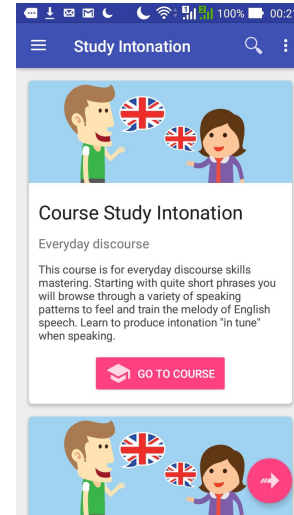 100% 00:2
Study Intonation
Course Study Intonation
Everyday discourse
This course is for everyday discourse skills
mastering. Starting with quite short phrases you
will browse through a variety of speaking
patterns to feel and train the melody of English
speech. Learn to produce intonation "in tune"
when speaking.
GO TO COURSE